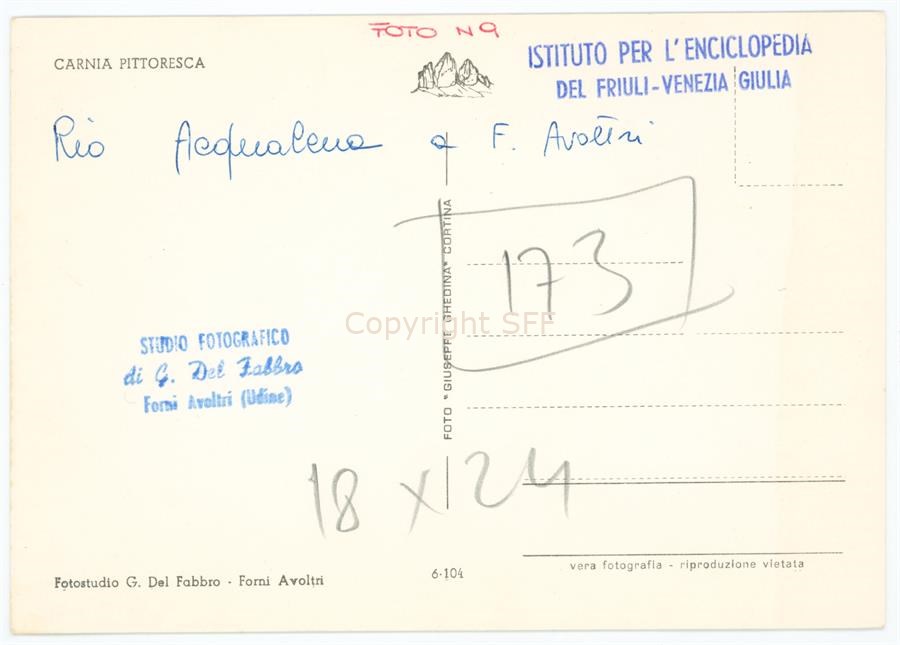 FOTO N9
CARNIA PITTORESCA
ISTITUTO PER L'ENCICLOPEDIA
DEL FRIULI-VENEZIA GIULIA
Rio Acqualena a F. Avoltri
173
FOTO "GIUSEPPE GHEDINA" CORTINA
Copyright SFF
STUDIO FOTOGRAFICO
di G. Del Fabbro
Forni Avoltri (Udine)
18 x 24
Fotostudio G. Del Fabbro - Forni Avoltri
6-104
vera fotografia - riproduzione vietata